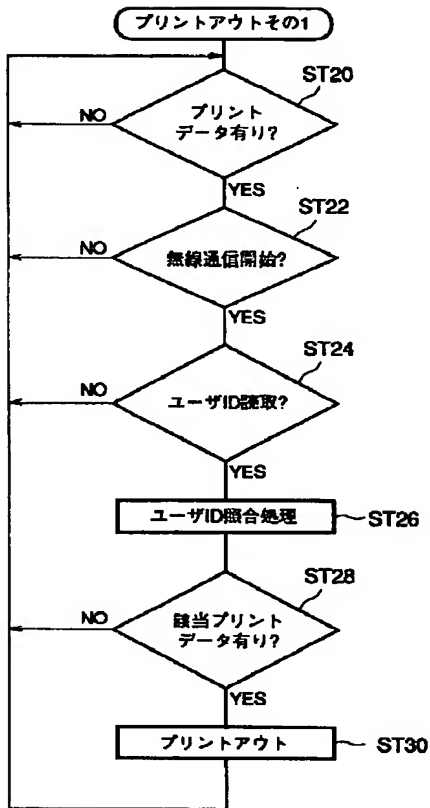 プリントアウトその1
ST20
プリント
データ有り?
NO
YES
ST22
無線通信開始?
NO
YES
ST24
ユーザID読取?
NO
YES
ユーザID照合処理
ST26
ST28
該当プリント
データ有り?
NO
YES
プリントアウト
ST30